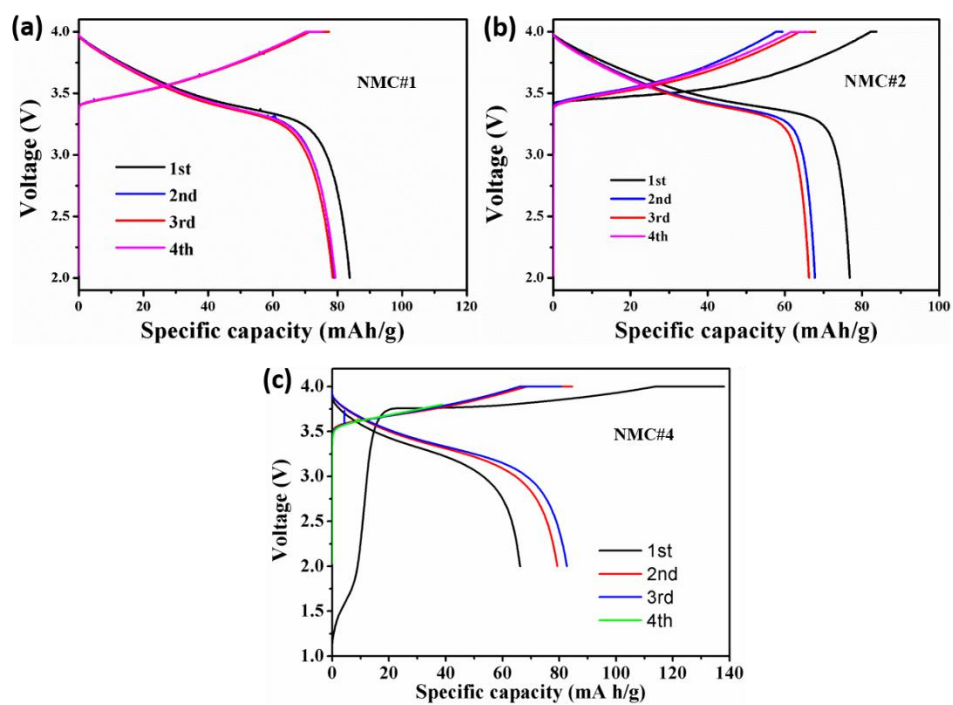 (a)
4.0
3.5
3.0
2.5
2.0
Voltage (V)
NMC#1
1st
2nd
3rd
4th
0 20 40 60 80 100 120
Specific capacity (mAh/g)
(b)
4.0
3.5
3.0
2.5
2.0
Voltage (V)
NMC#2
1st
2nd
3rd
4th
0 20 40 60 80 100
Specific capacity (mAh/g)
(c)
4.0
3.5
3.0
2.5
2.0
1.5
1.0
Voltage (V)
NMC#4
1st
2nd
3rd
4th
0 20 40 60 80 100 120 140
Specific capacity (mA h/g)